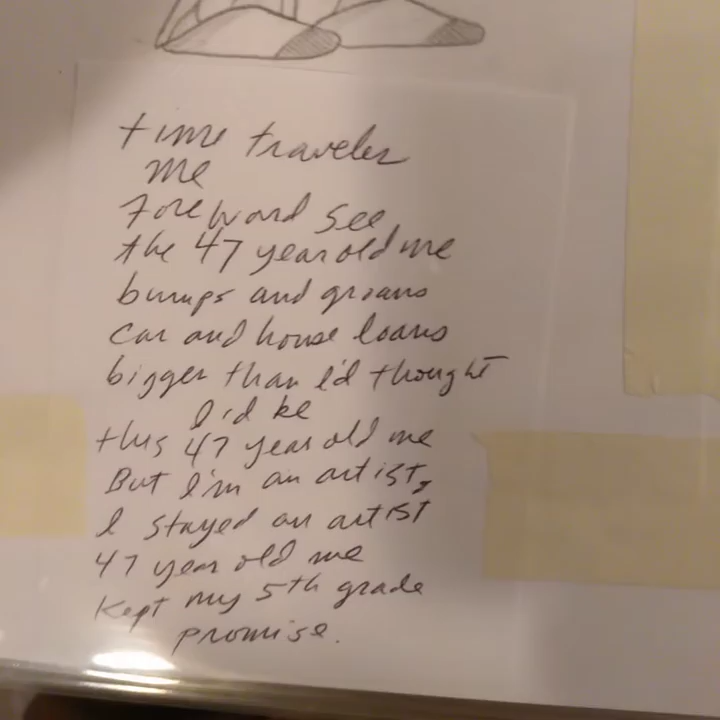 time traveler
me
Foreword see
the 47 year old me
bumps and groans
Car and house loans
bigger than I'd thought
I'd be
this 47 year old me
But I'm an artist,
I stayed an artist
47 year old me
Kept my 5th grade
promise.